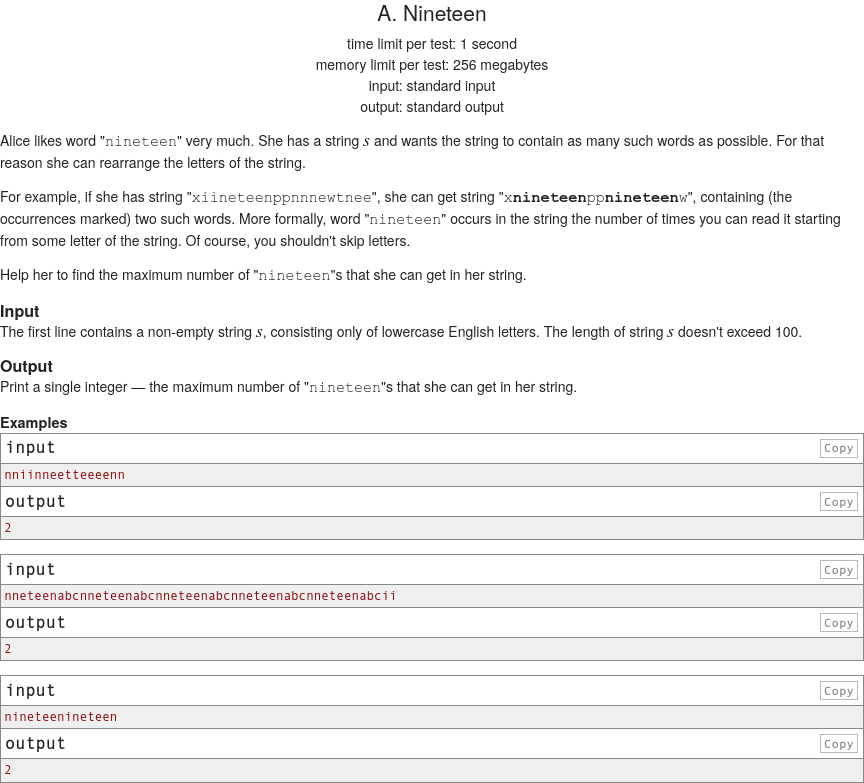 A. Nineteen
time limit per test: 1 second
memory limit per test: 256 megabytes
input: standard input
output: standard output
Alice likes word "nineteen" very much. She has a string s and wants the string to contain as many such words as possible. For that
reason she can rearrange the letters of the string.
For example, if she has string "xiineteenppnnnewtnee", she can get string "xnineteenppnineteenw", containing (the
occurrences marked) two such words. More formally, word "nineteen" occurs in the string the number of times you can read it starting
from some letter of the string. Of course, you shouldn't skip letters.
Help her to find the maximum number of "nineteen"s that she can get in her string.
Input
The first line contains a non-empty string s, consisting only of lowercase English letters. The length of string s doesn't exceed 100.
Output
Print a single integer — the maximum number of "nineteen"s that she can get in her string.
Examples
input Copy
nniinneetteeeenn
output Copy
2
input Copy
nneteenabcnneteenabcnneteenabcnneteenabcnneteenabcii
output Copy
2
input Copy
nineteenineteen
output Copy
2